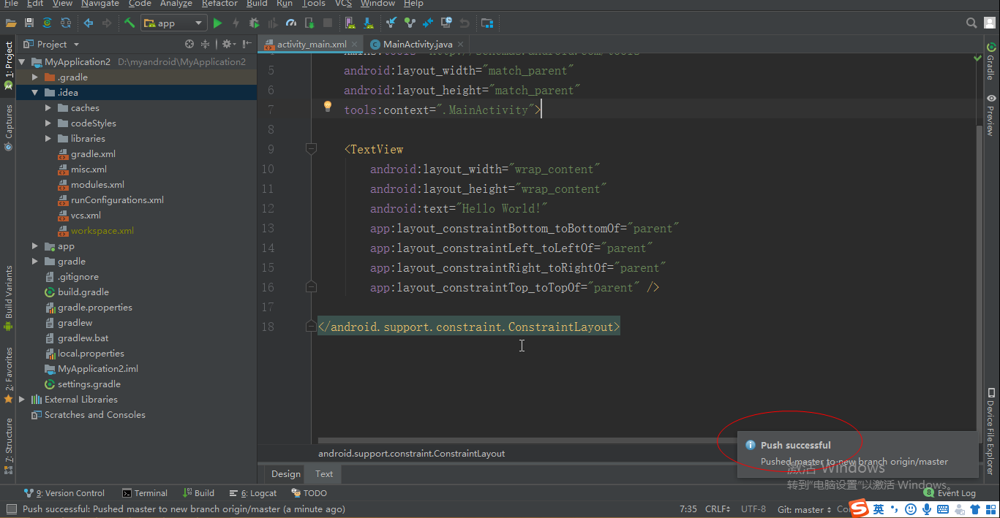 File Edit View Navigate Code Analyze Refactor Build Run Tools VCS Window Help
app
Project
activity_main.xml
MainActivity.java
1: Project
Captures
Build Variants
2: Favorites
7: Structure
MyApplication2 D:\myandroid\MyApplication2
.gradle
.idea
caches
codeStyles
libraries
gradle.xml
misc.xml
modules.xml
runConfigurations.xml
vcs.xml
workspace.xml
app
gradle
.gitignore
build.gradle
gradle.properties
gradlew
gradlew.bat
local.properties
MyApplication2.iml
settings.gradle
External Libraries
Scratches and Consoles
5 android:layout_width="match_parent"
6 android:layout_height="match_parent"
7 tools:context=".MainActivity">
8
9 <TextView
10 android:layout_width="wrap_content"
11 android:layout_height="wrap_content"
12 android:text="Hello World!"
13 app:layout_constraintBottom_toBottomOf="parent"
14 app:layout_constraintLeft_toLeftOf="parent"
15 app:layout_constraintRight_toRightOf="parent"
16 app:layout_constraintTop_toTopOf="parent" />
17
18 </android.support.constraint.ConstraintLayout>
Gradle
Preview
Device File Explorer
Push successful
Pushed master to new branch origin/master
激活 Windows
转到"电脑设置"以激活 Windows。
android.support.constraint.ConstraintLayout
Design Text
9: Version Control Terminal Build 6: Logcat TODO 8 Event Log
Push successful: Pushed master to new branch origin/master (a minute ago) 7:35 CRLF UTF-8 Git: master S 英